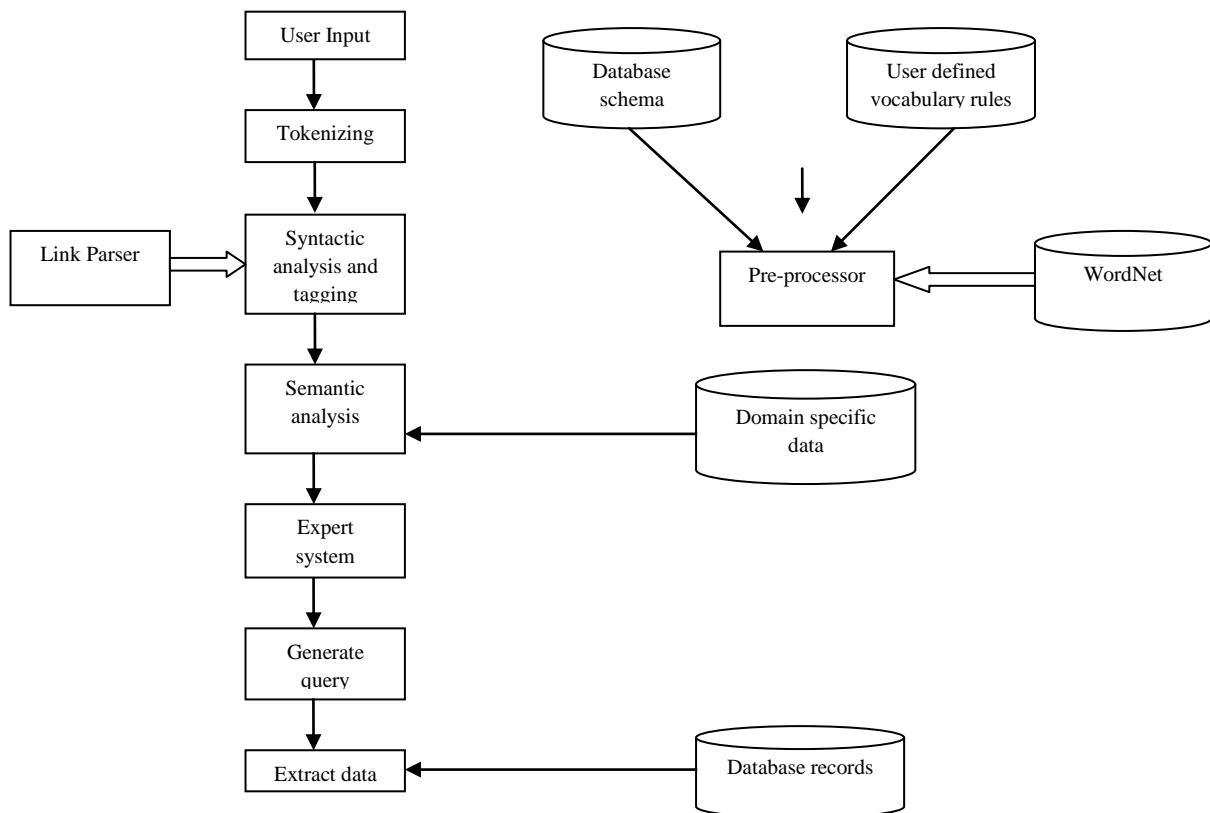 User Input
Database
schema
User defined
vocabulary rules
Tokenizing
Link Parser
Syntactic
analysis and
tagging
Pre-processor
WordNet
Semantic
analysis
Domain specific
data
Expert
system
Generate
query
Extract data
Database records